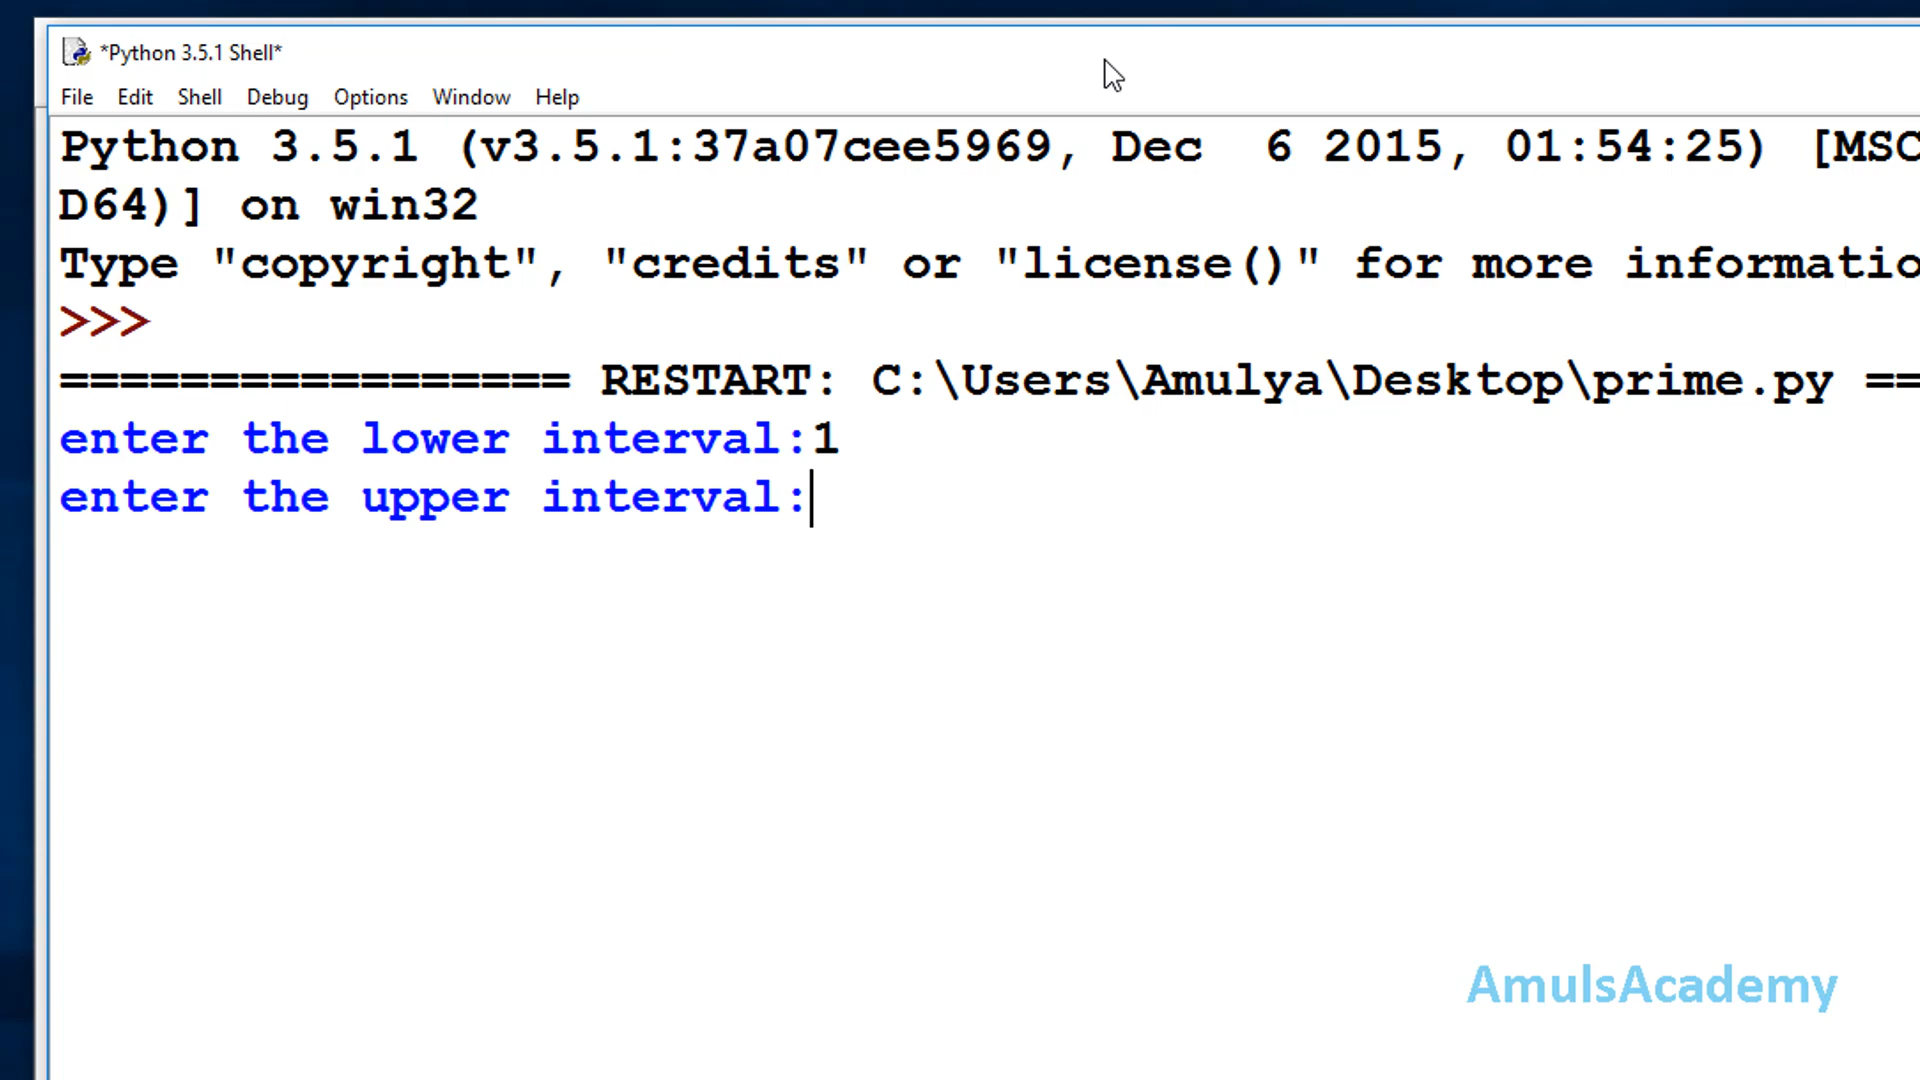 *Python 3.5.1 Shell*
File Edit Shell Debug Options Window Help
Python 3.5.1 (v3.5.1:37a07cee5969, Dec  6 2015, 01:54:25) [MSC
D64)] on win32
Type "copyright", "credits" or "license()" for more informatio
>>>
================= RESTART: C:\Users\Amulya\Desktop\prime.py ==
enter the lower interval:1
enter the upper interval:
AmulsAcademy